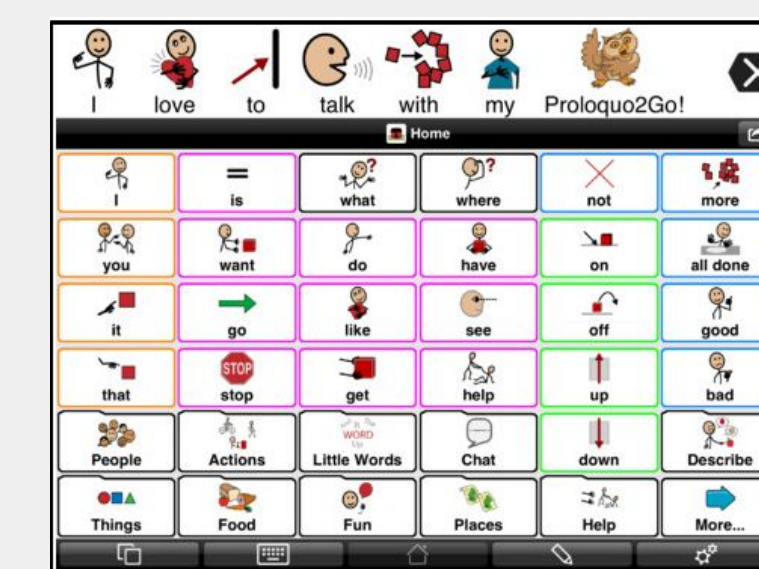 I love to talk with my Proloquo2Go!
Home
I is what where not more
you want do have on all done
it go like see off good
that STOP stop get help up bad
People Actions WORD Little Words Chat down Describe
Things Food Fun Places Help More...